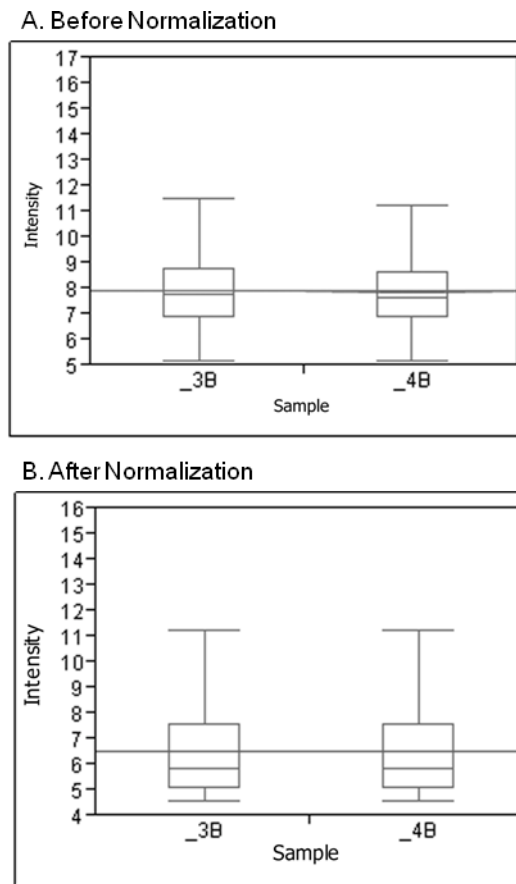 A. Before Normalization
17
16
15
14
13
12
11
10
9
8
7
6
5
Intensity
_3B
_4B
Sample
B. After Normalization
16
15
14
13
12
11
10
9
8
7
6
5
4
Intensity
_3B
_4B
Sample